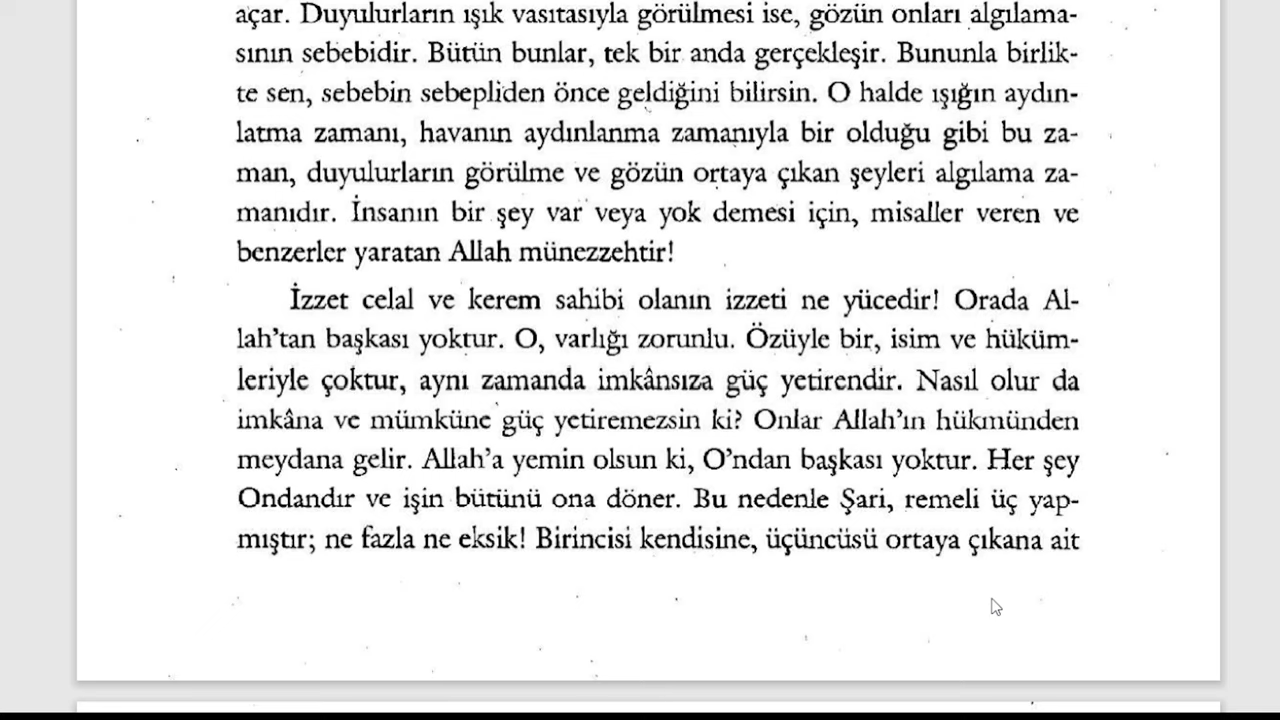 açar. Duyulurların ışık vasıtasıyla görülmesi ise, gözün onları algılama-
sının sebebidir. Bütün bunlar, tek bir anda gerçekleşir. Bununla birlik-
te sen, sebebin sebepliden önce geldiğini bilirsin. O halde ışığın aydın-
latma zamanı, havanın aydınlanma zamanıyla bir olduğu gibi bu za-
man, duyulurların görülme ve gözün ortaya çıkan şeyleri algılama za-
manıdır. İnsanın bir şey var veya yok demesi için, misaller veren ve
benzerler yaratan Allah münezzehtir!
İzzet celal ve kerem sahibi olanın izzeti ne yücedir! Orada Al-
lah'tan başkası yoktur. O, varlığı zorunlu. Özüyle bir, isim ve hüküm-
leriyle çoktur, aynı zamanda imkânsıza güç yetirendir. Nasıl olur da
imkâna ve mümküne güç yetiremezsin ki? Onlar Allah'ın hükmünden
meydana gelir. Allah'a yemin olsun ki, O'ndan başkası yoktur. Her şey
Ondandır ve işin bütünü ona döner. Bu nedenle Şari, remeli üç yap-
mıştır; ne fazla ne eksik! Birincisi kendisine, üçüncüsü ortaya çıkana ait